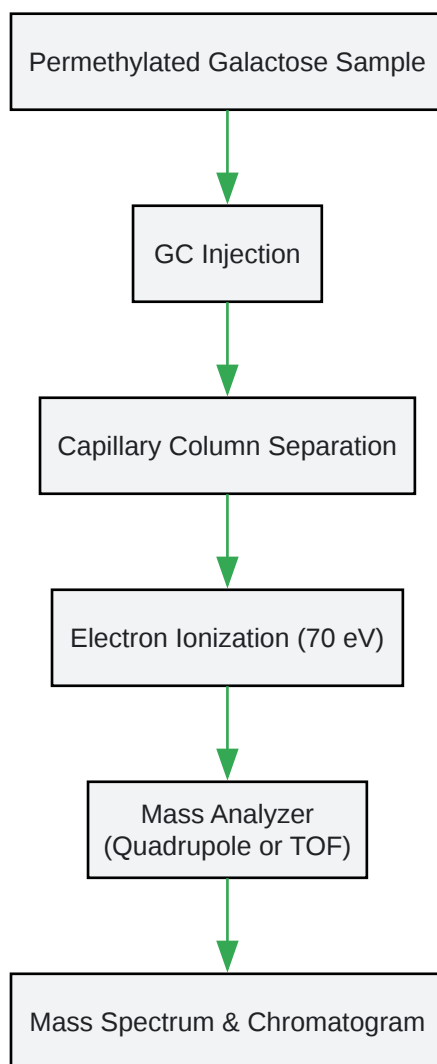 Permethylated Galactose Sample
GC Injection
Capillary Column Separation
Electron Ionization (70 eV)
Mass Analyzer
(Quadrupole or TOF)
Mass Spectrum & Chromatogram